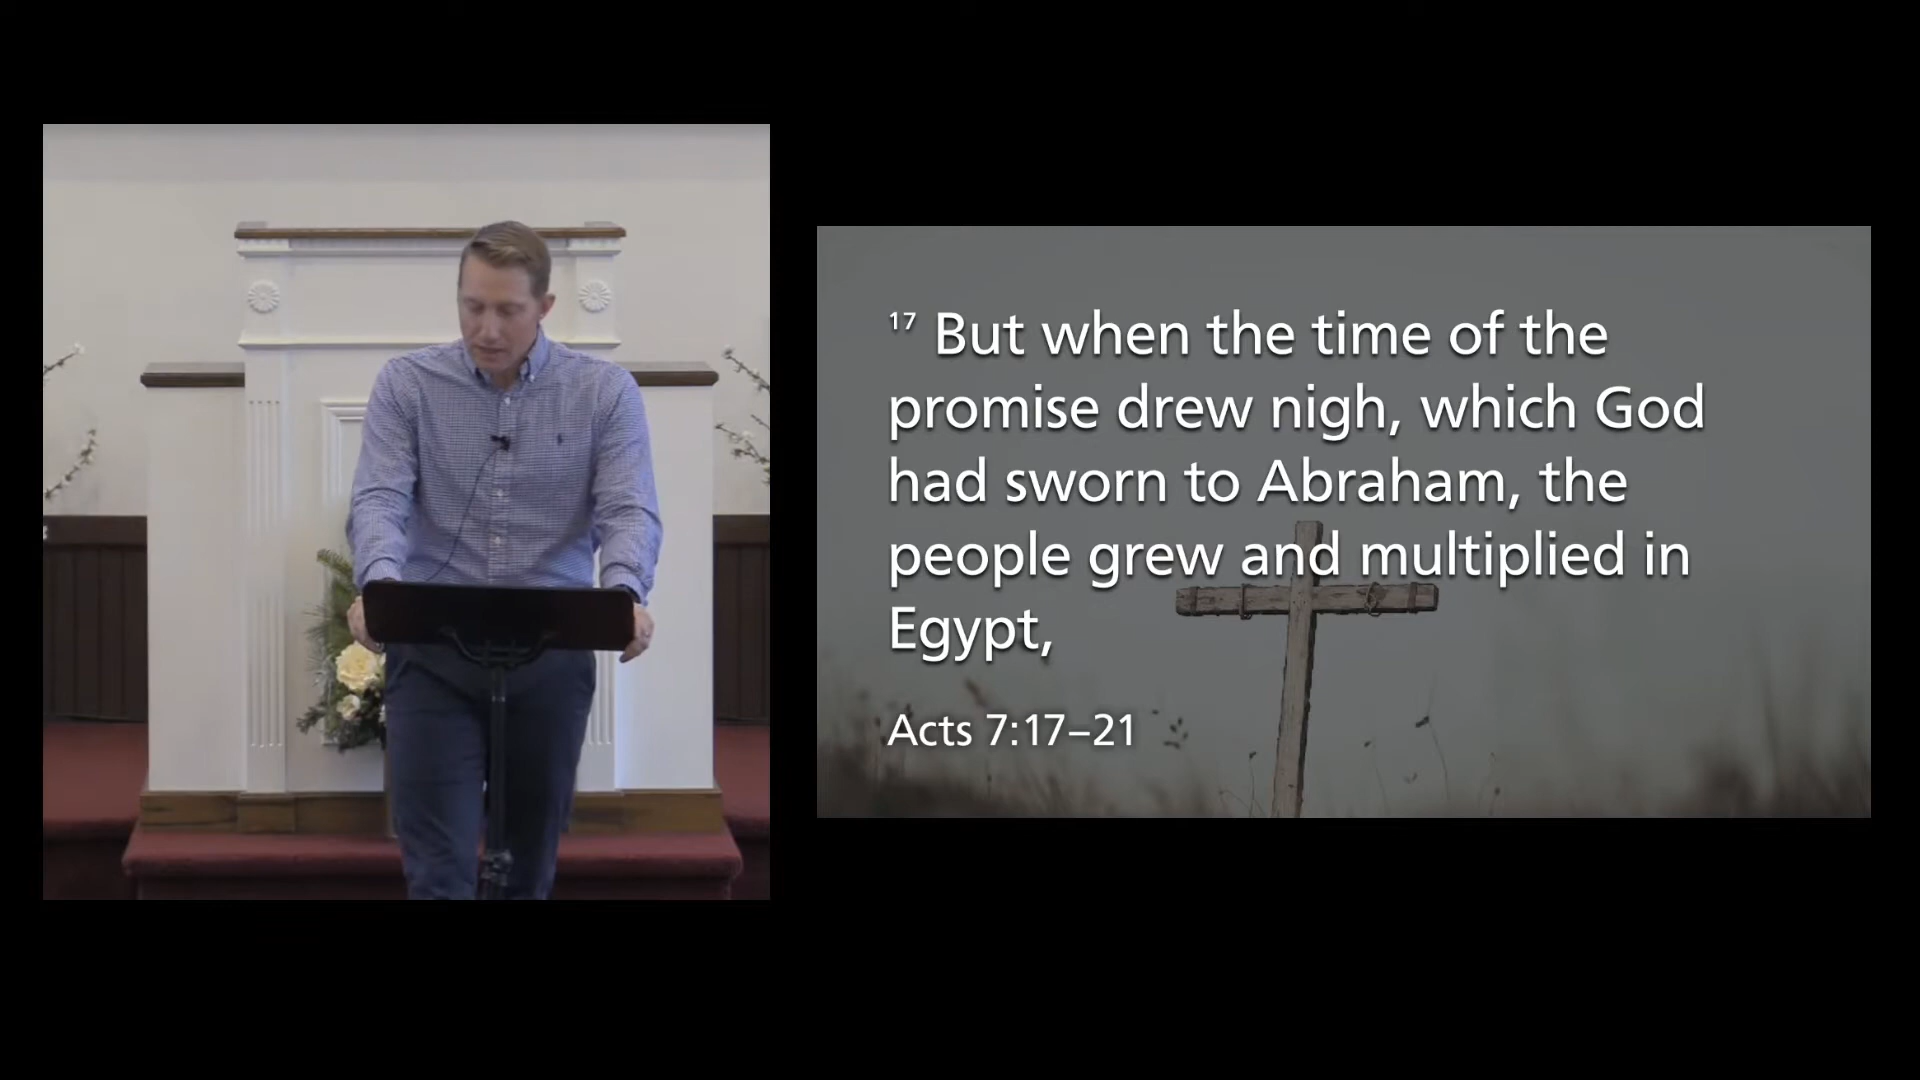 17 But when the time of the
promise drew nigh, which God
had sworn to Abraham, the
people grew and multiplied in
Egypt,
Acts 7:17–21